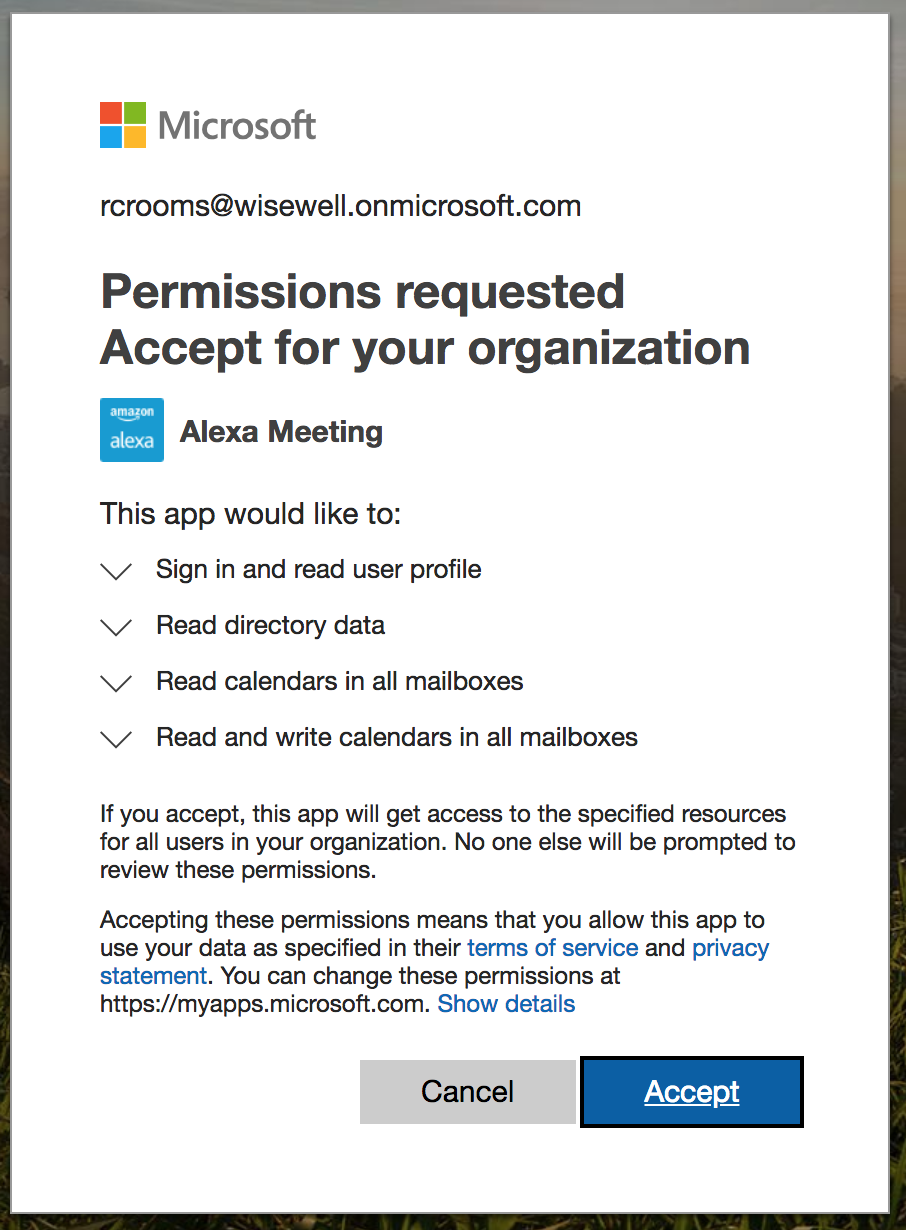 Microsoft
rcrooms@wisewell.onmicrosoft.com
Permissions requested
Accept for your organization
amazon
alexa
Alexa Meeting
This app would like to:
Sign in and read user profile
Read directory data
Read calendars in all mailboxes
Read and write calendars in all mailboxes
If you accept, this app will get access to the specified resources
for all users in your organization. No one else will be prompted to
review these permissions.
Accepting these permissions means that you allow this app to
use your data as specified in their terms of service and privacy
statement. You can change these permissions at
https://myapps.microsoft.com. Show details
Cancel
Accept